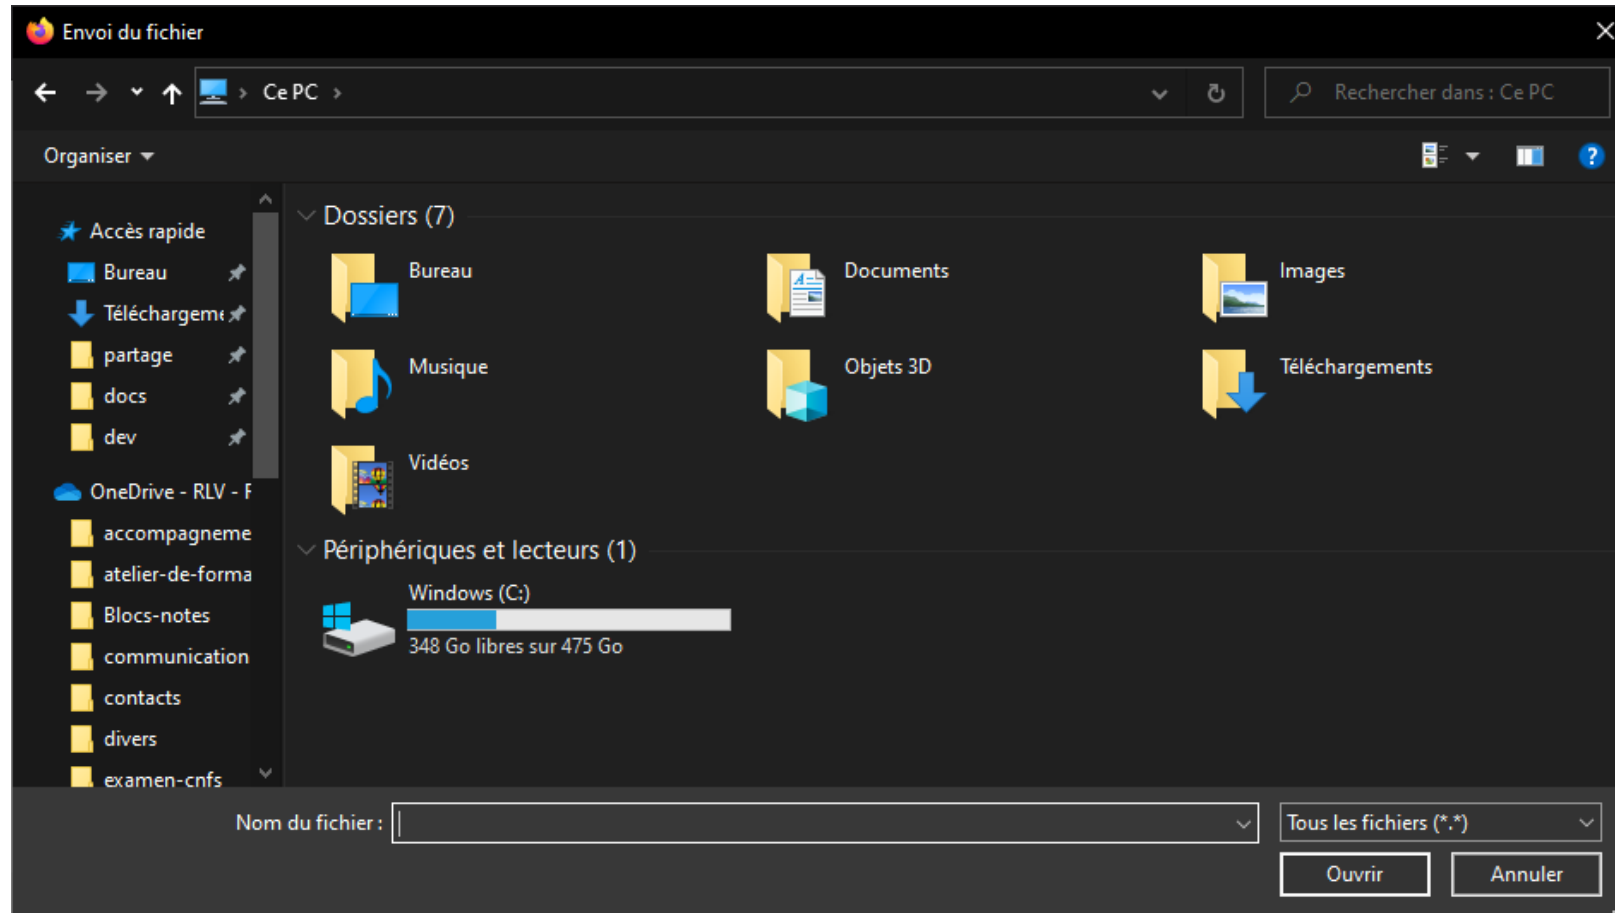 Envoi du fichier
Ce PC
Rechercher dans : Ce PC
Organiser
Accès rapide
Bureau
Téléchargeme
partage
docs
dev
OneDrive - RLV - F
accompagneme
atelier-de-forma
Blocs-notes
communication
contacts
divers
examen-cnfs
Dossiers (7)
Bureau
Documents
Images
Musique
Objets 3D
Téléchargements
Vidéos
Périphériques et lecteurs (1)
Windows (C:)
348 Go libres sur 475 Go
Nom du fichier :
Tous les fichiers (*.*)
Ouvrir
Annuler